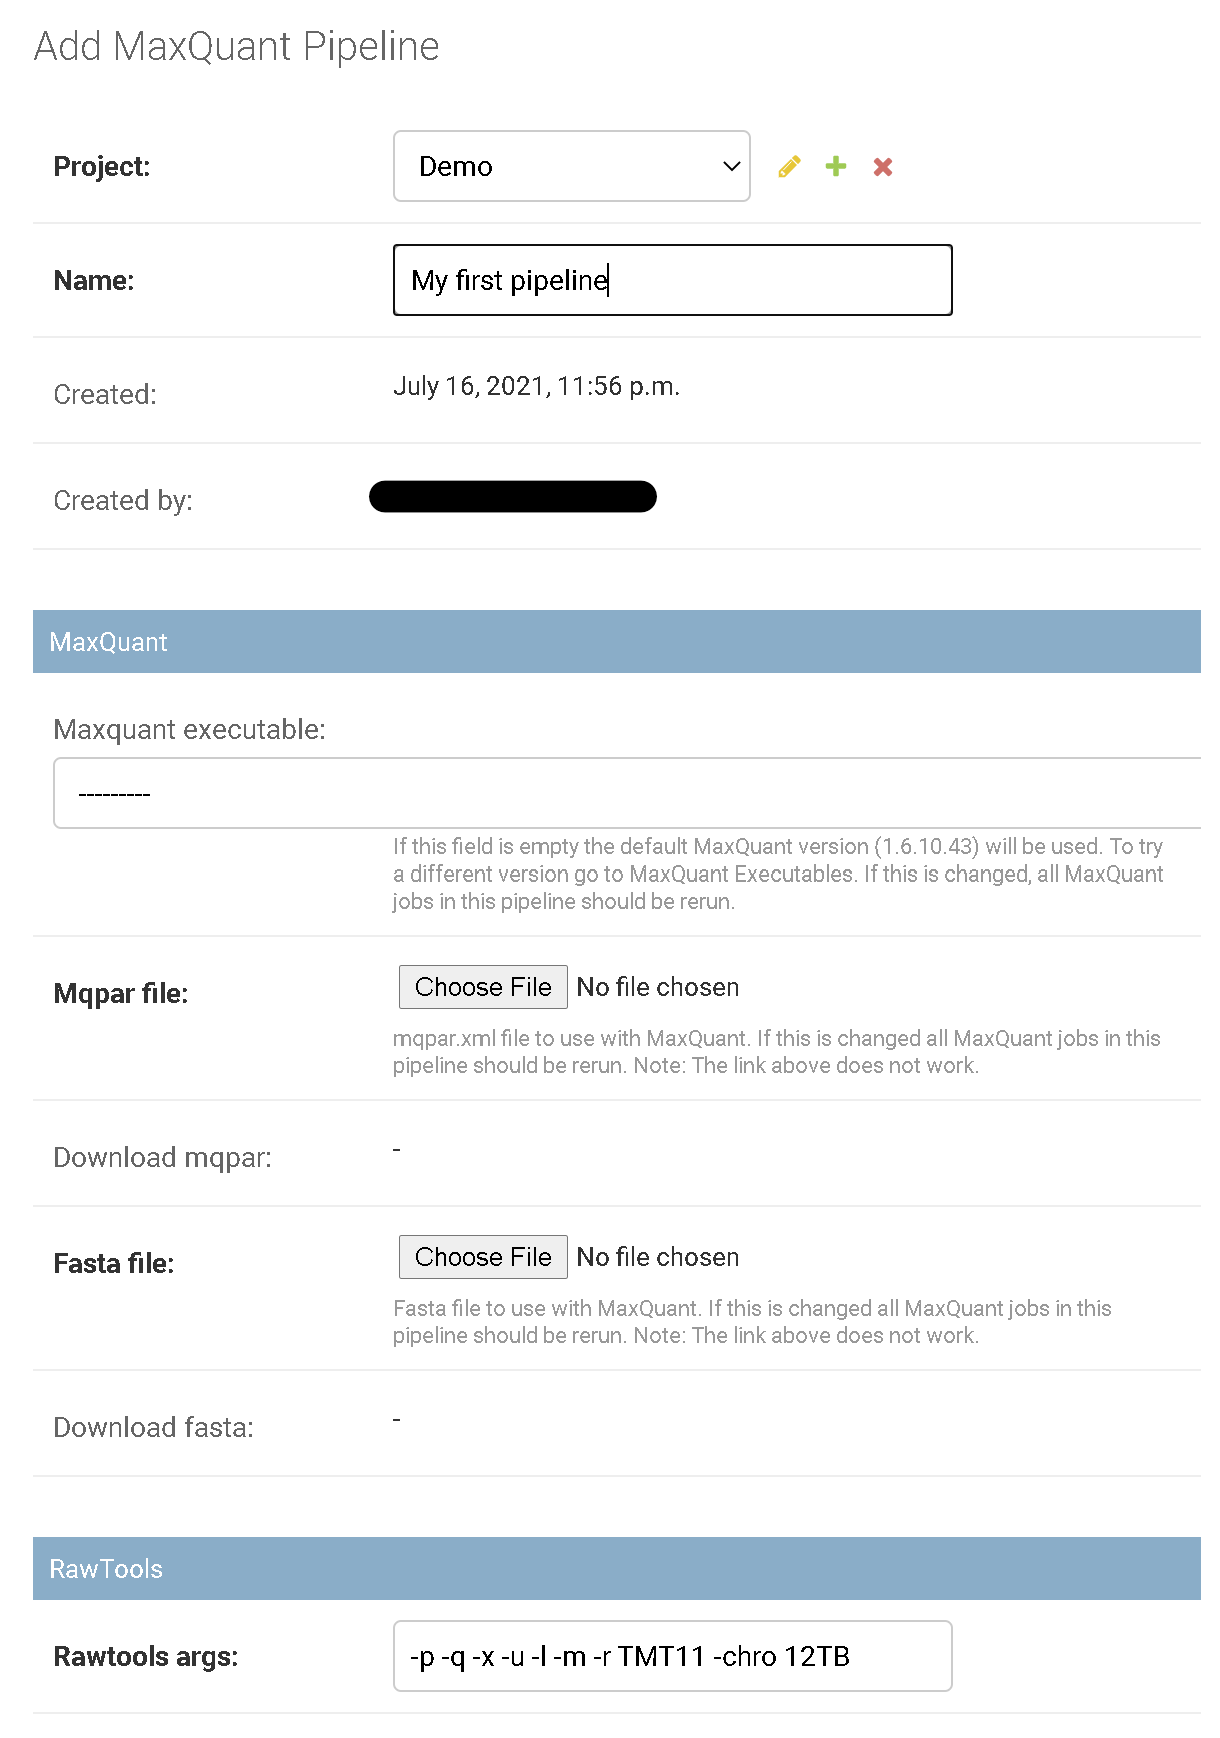 Add MaxQuant Pipeline
Project:
Demo
Name:
My first pipeline
Created:
July 16, 2021, 11:56 p.m.
Created by:
MaxQuant
Maxquant executable:
---------
If this field is empty the default MaxQuant version (1.6.10.43) will be used. To try
a different version go to MaxQuant Executables. If this is changed, all MaxQuant
jobs in this pipeline should be rerun.
Mqpar file:
Choose File No file chosen
mqpar.xml file to use with MaxQuant. If this is changed all MaxQuant jobs in this
pipeline should be rerun. Note: The link above does not work.
Download mqpar:
-
Fasta file:
Choose File No file chosen
Fasta file to use with MaxQuant. If this is changed all MaxQuant jobs in this
pipeline should be rerun. Note: The link above does not work.
Download fasta:
-
RawTools
Rawtools args:
-p -q -x -u -l -m -r TMT11 -chro 12TB